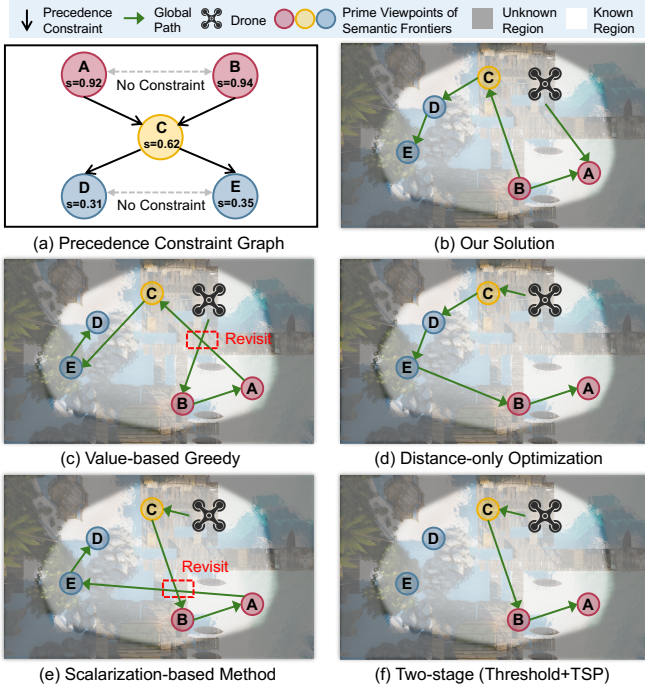 Precedence Constraint
Global Path
Drone
Prime Viewpoints of Semantic Frontiers
Unknown Region
Known Region
A
s=0.92
B
s=0.94
No Constraint
C
s=0.62
D
s=0.31
E
s=0.35
No Constraint
(a) Precedence Constraint Graph
C
D
E
B
A
(b) Our Solution
C
D
Revisit
E
B
A
(c) Value-based Greedy
C
D
E
B
A
(d) Distance-only Optimization
C
D
Revisit
E
B
A
(e) Scalarization-based Method
C
D
E
B
A
(f) Two-stage (Threshold+TSP)